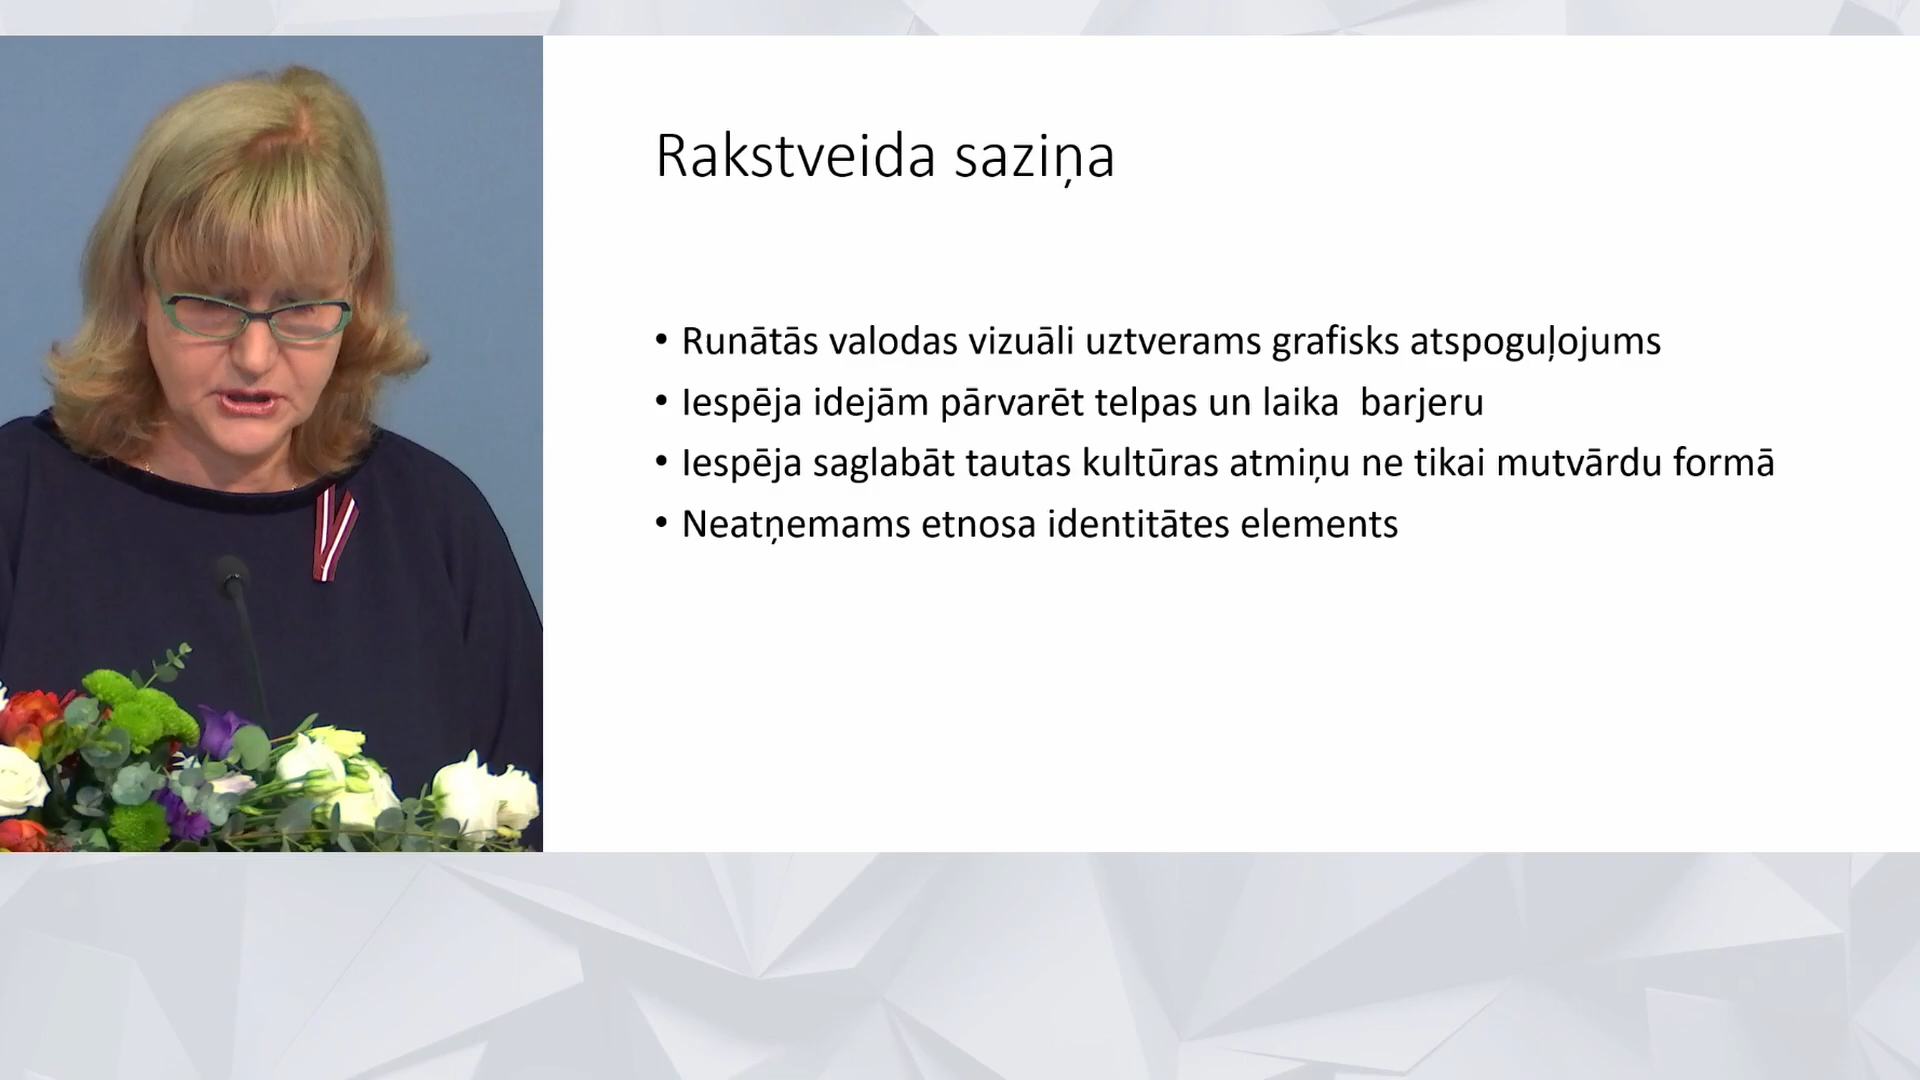 Rakstveida saziņa
• Runātās valodas vizuāli uztverams grafisks atspoguļojums
• Iespēja idejām pārvarēt telpas un laika  barjeru
• Iespēja saglabāt tautas kultūras atmiņu ne tikai mutvārdu formā
• Neatņemams etnosa identitātes elements